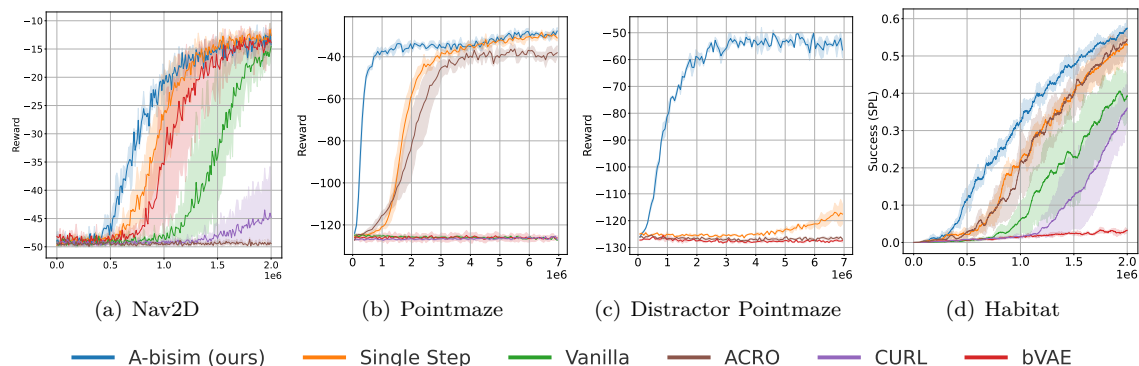 −10
−15
−20
−25
−30
−35
−40
−45
−50
Reward
0.0 0.5 1.0 1.5 2.0
1e6
(a) Nav2D
−40
−60
−80
−100
−120
Reward
0 1 2 3 4 5 6 7
1e6
(b) Pointmaze
−50
−60
−70
−80
−90
−100
−110
−120
−130
Reward
0 1 2 3 4 5 6 7
1e6
(c) Distractor Pointmaze
0.6
0.5
0.4
0.3
0.2
0.1
0.0
Success (SPL)
0.0 0.5 1.0 1.5 2.0
1e6
(d) Habitat
A-bisim (ours) Single Step Vanilla ACRO CURL bVAE